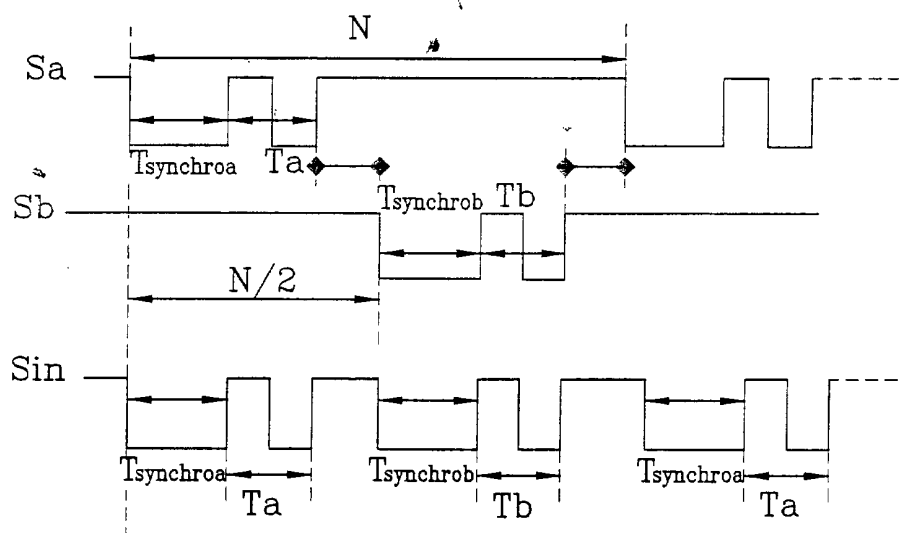 N
Sa
Tsynchroa Ta
Tsynchrob Tb
Sb
N/2
Sin
Tsynchroa Tsynchrob Tsynchroa
Ta Tb Ta